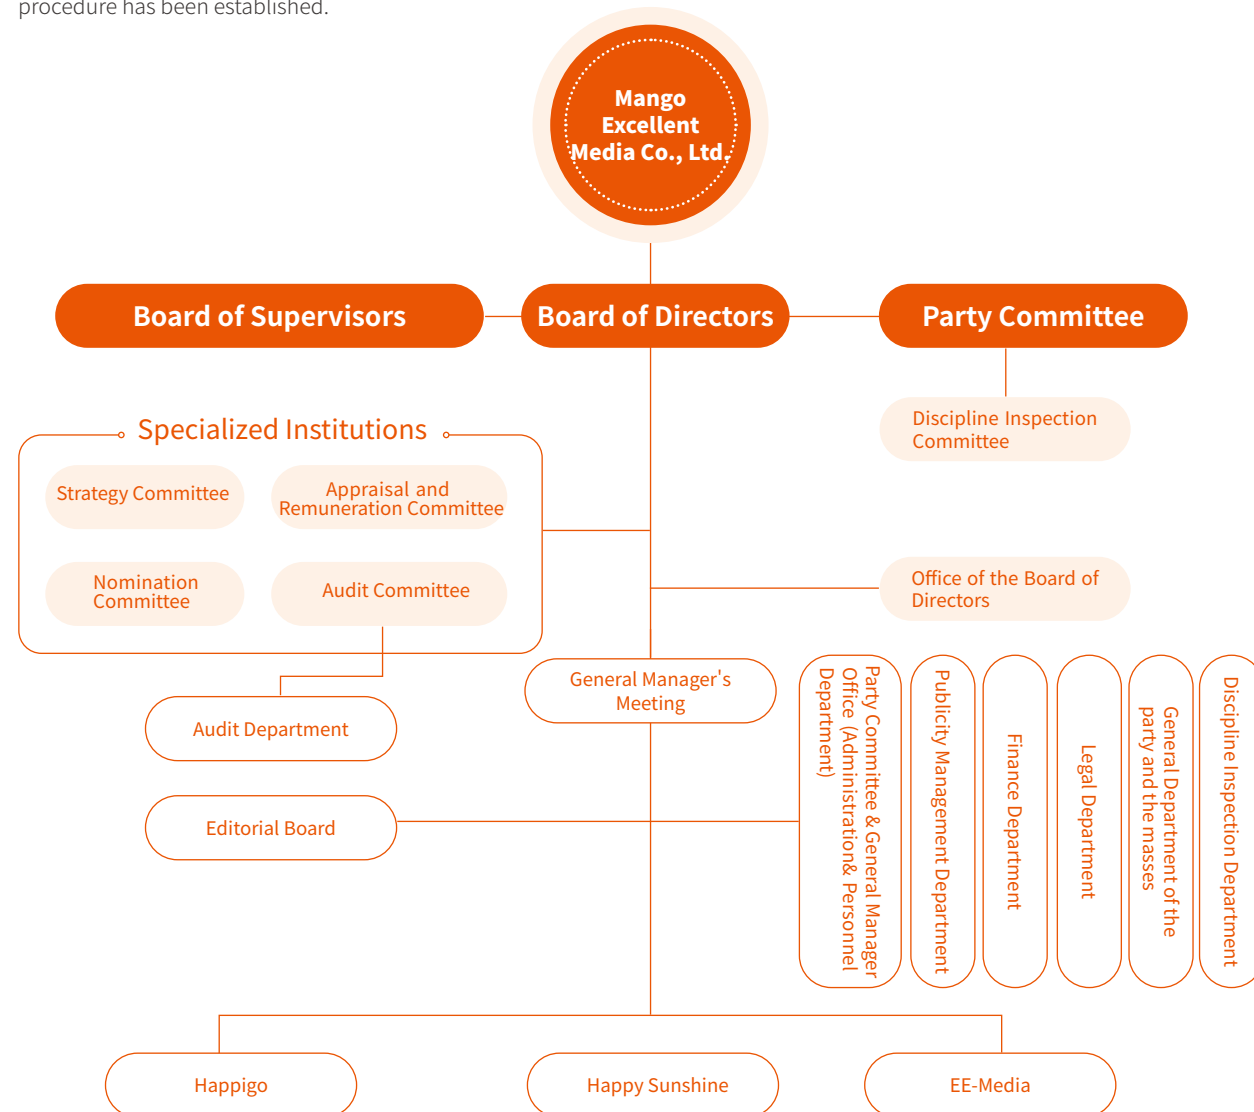 procedure has been established.
Mango
Excellent
Media Co., Ltd.
Board of Supervisors
Board of Directors
Party Committee
Discipline Inspection
Committee
Specialized Institutions
Strategy Committee
Appraisal and
Remuneration Committee
Nomination
Committee
Audit Committee
Office of the Board of
Directors
General Manager's
Meeting
Audit Department
Editorial Board
Party Committee & General Manager
Office (Administration& Personnel
Department)
Publicity Management Department
Finance Department
Legal Department
General Department of the
party and the masses
Discipline Inspection Department
Happigo
Happy Sunshine
EE-Media